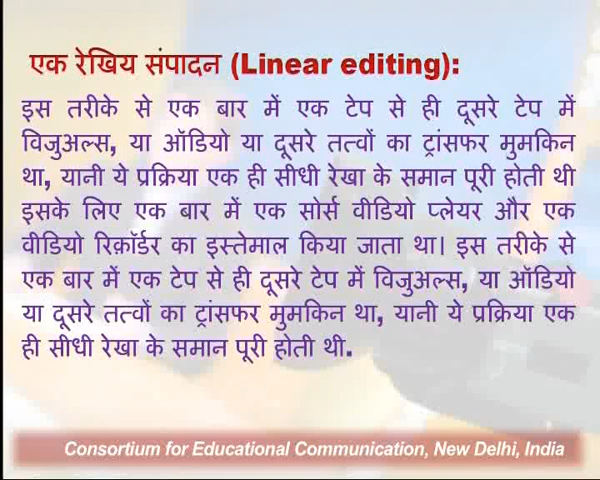 एक रेखिय संपादन (Linear editing):
इस तरीके से एक बार में एक टेप से ही दूसरे टेप में
विजुअल्स, या ऑडियो या दूसरे तत्वों का ट्रांसफर मुमकिन
था, यानी ये प्रक्रिया एक ही सीधी रेखा के समान पूरी होती थी
इसके लिए एक बार में एक सोर्स वीडियो प्लेयर और एक
वीडियो रिक़ॉर्डर का इस्तेमाल किया जाता था। इस तरीके से
एक बार में एक टेप से ही दूसरे टेप में विजुअल्स, या ऑडियो
या दूसरे तत्वों का ट्रांसफर मुमकिन था, यानी ये प्रक्रिया एक
ही सीधी रेखा के समान पूरी होती थी.
Consortium for Educational Communication, New Delhi, India